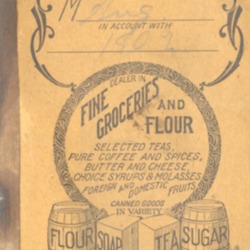 M
IN ACCOUNT WITH
DEALER IN
FINE
GROCERIES
AND
FLOUR
SELECTED TEAS,
PURE COFFEE AND SPICES,
BUTTER AND CHEESE,
CHOICE SYRUPS & MOLASSES
FOREIGN AND DOMESTIC FRUITS
CANNED GOODS
IN VARIETY
FLOUR SOAP TEA SUGAR